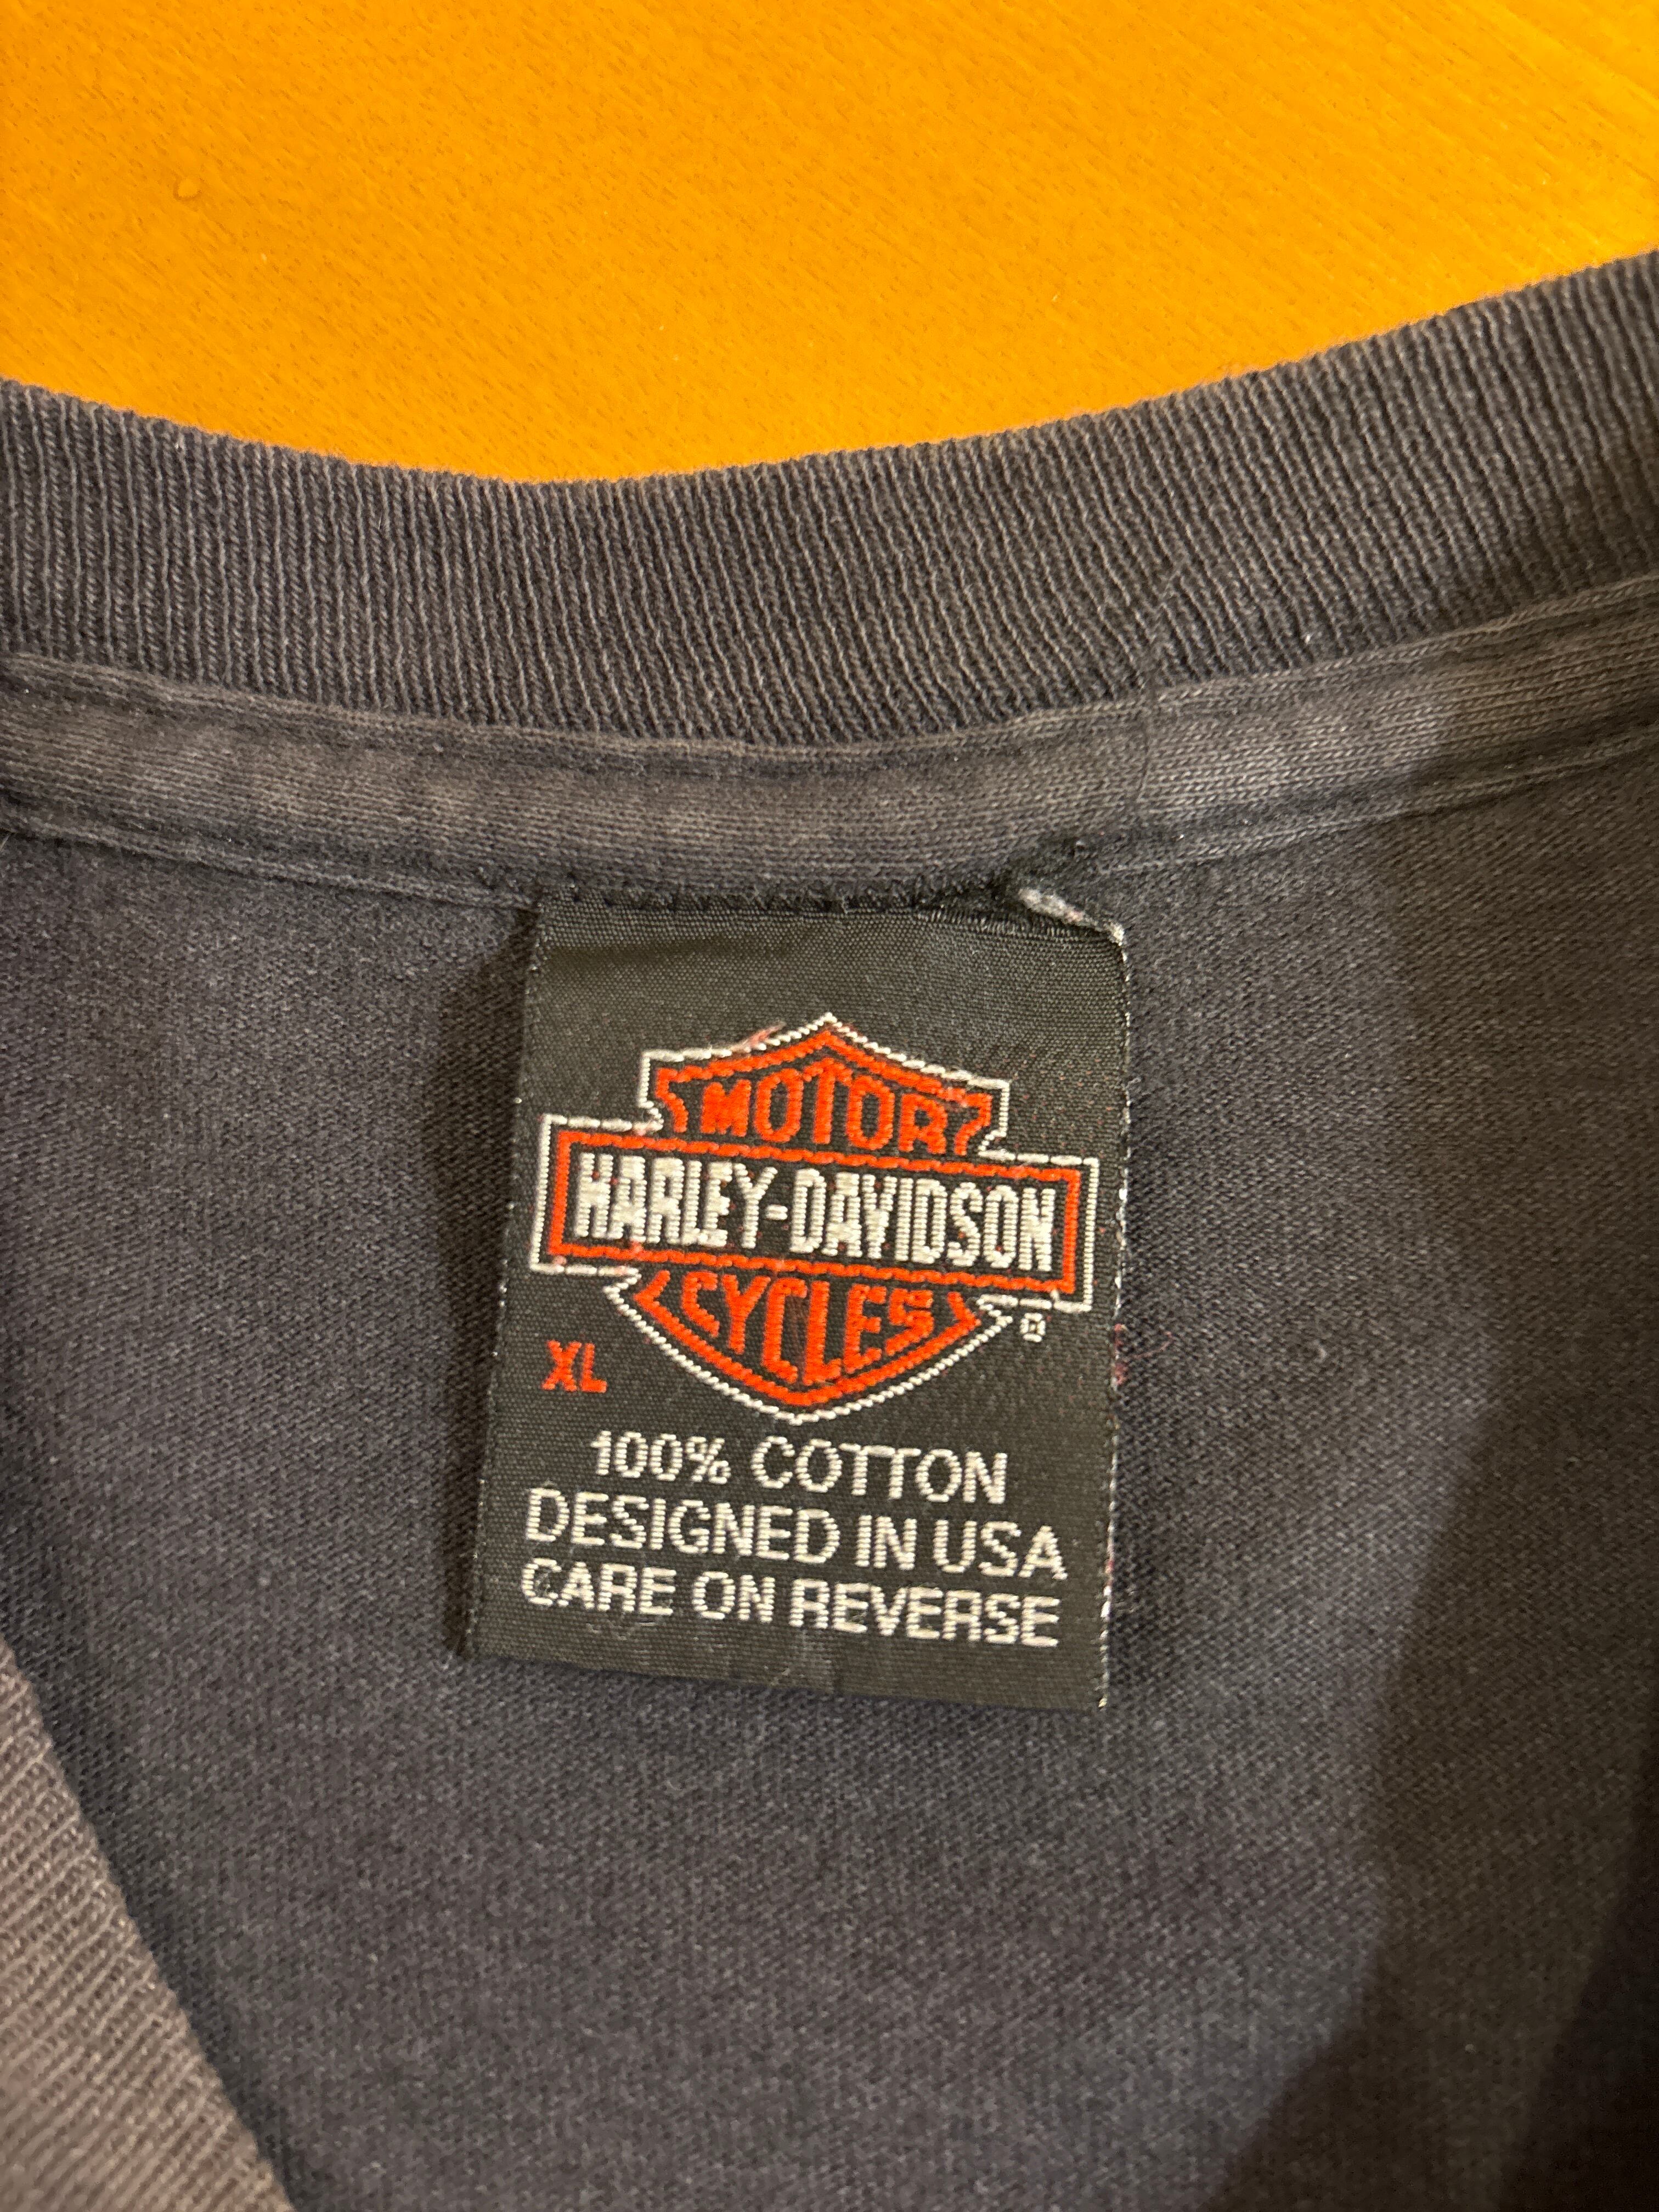 MOTOR
HARLEY-DAVIDSON
CYCLES
®
XL
100% COTTON
DESIGNED IN USA
CARE ON REVERSE